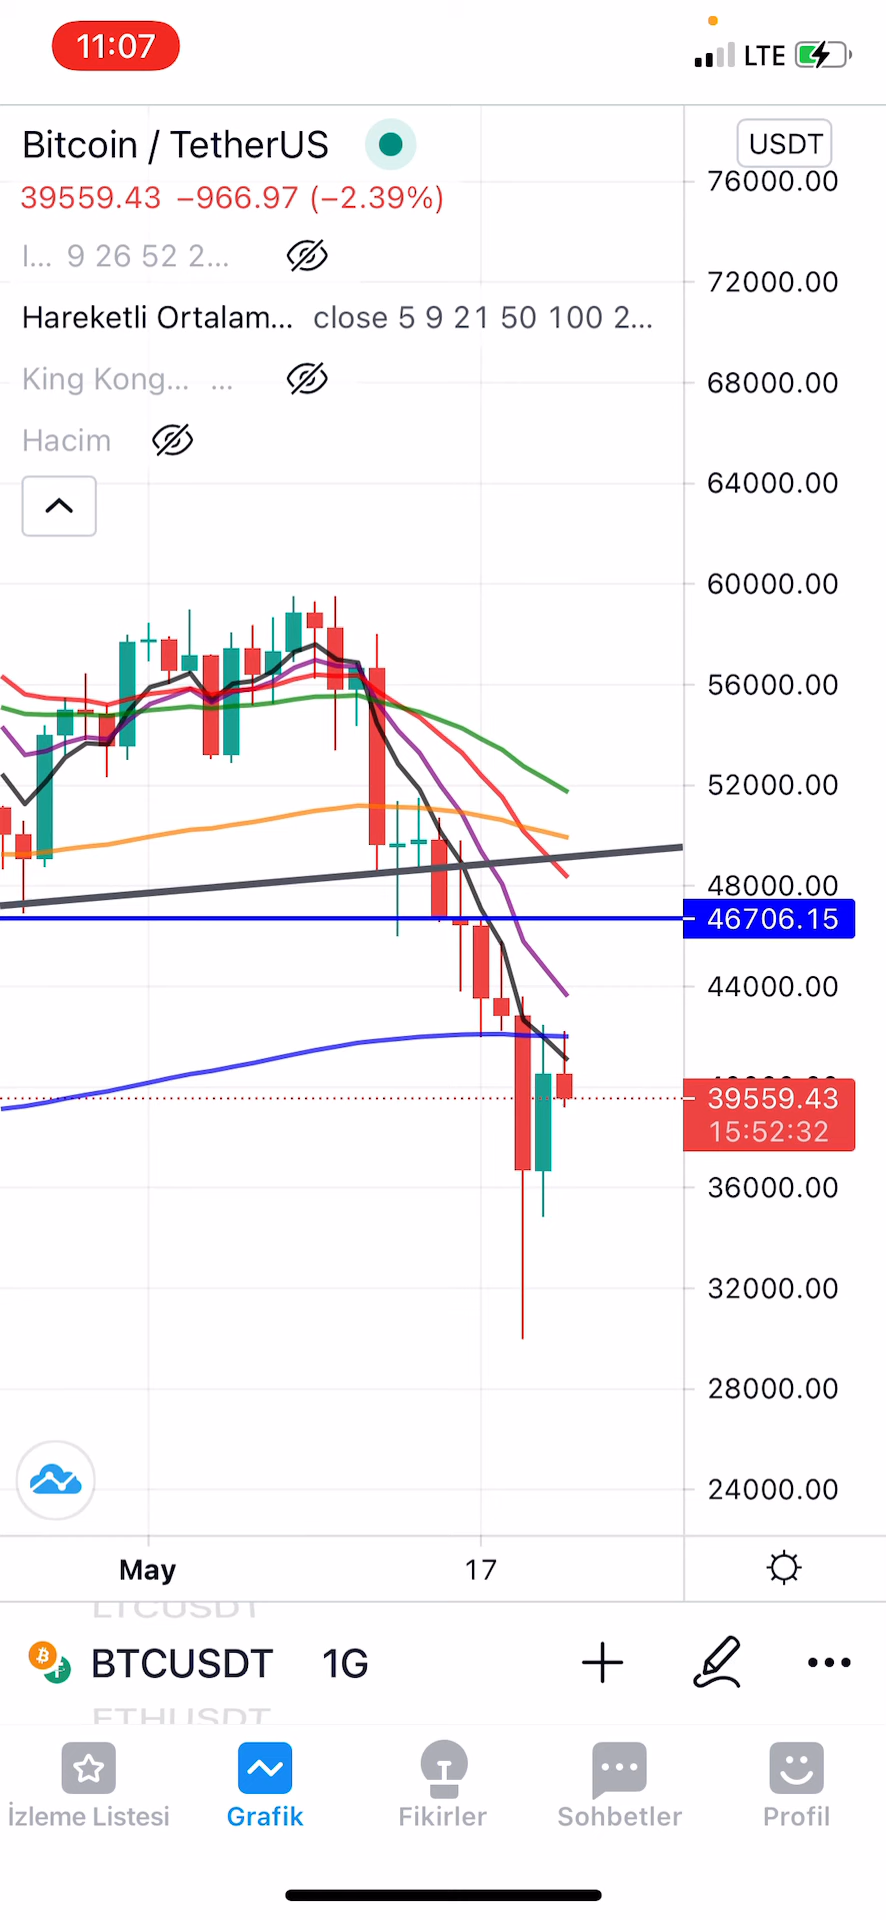 11:07
LTE
Bitcoin / TetherUS
USDT
39559.43 −966.97 (−2.39%)
I... 9 26 52 2...
Hareketli Ortalam... close 5 9 21 50 100 2...
King Kong... ...
Hacim
76000.00
72000.00
68000.00
64000.00
60000.00
56000.00
52000.00
48000.00
46706.15
44000.00
39559.43
15:52:32
36000.00
32000.00
28000.00
24000.00
May 17
LTCUSDT
BTCUSDT 1G
ETHUSDT
İzleme Listesi
Grafik
Fikirler
Sohbetler
Profil